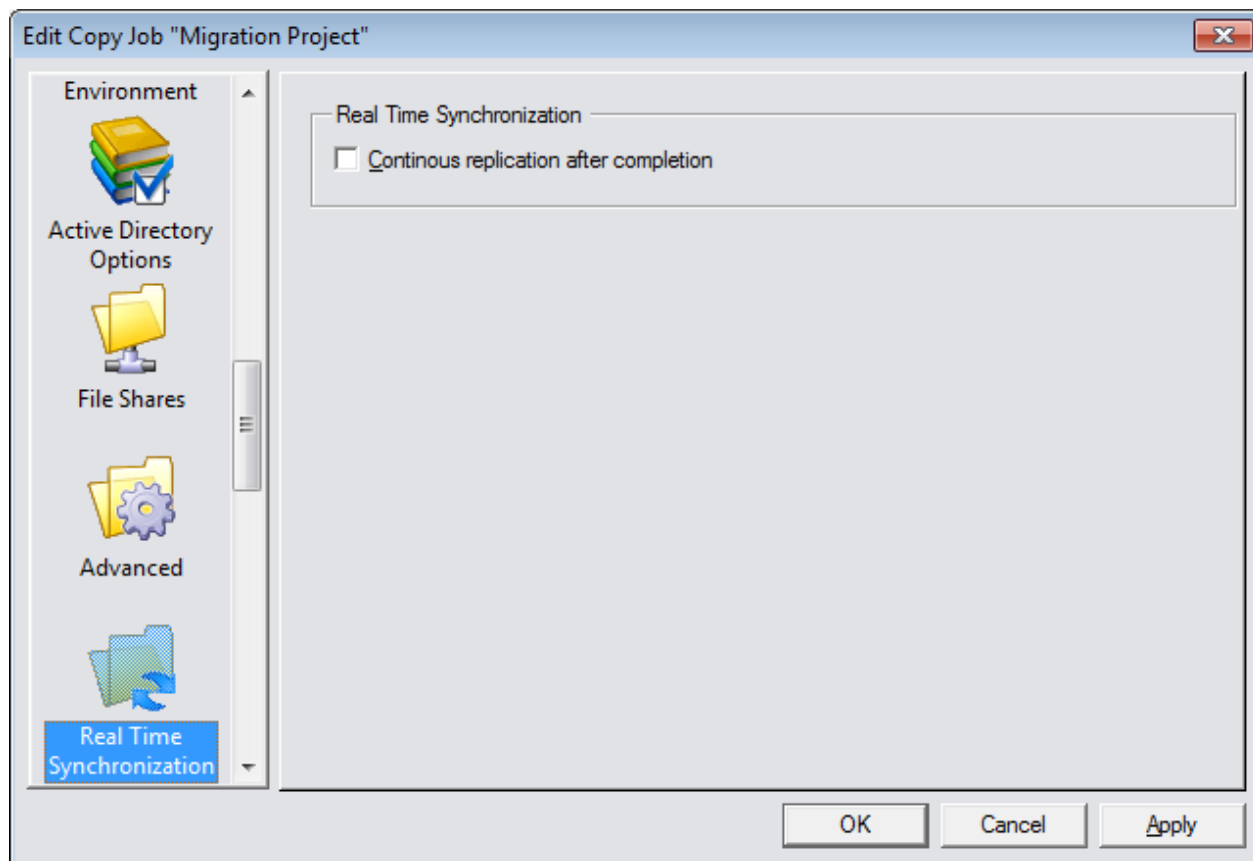 Edit Copy Job "Migration Project"
Environment
Active Directory
Options
File Shares
Advanced
Real Time
Synchronization
Real Time Synchronization
Continous replication after completion
OK
Cancel
Apply